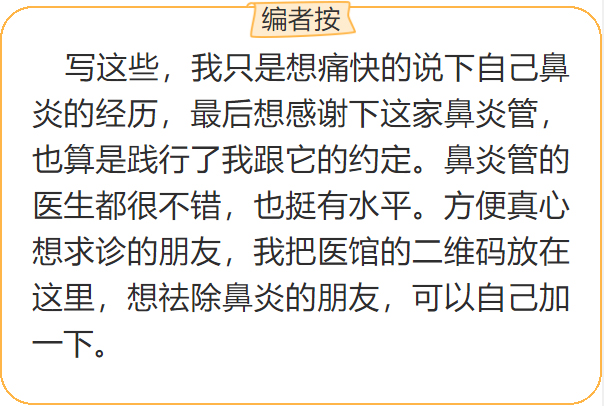 编者按
写这些，我只是想痛快的说下自己鼻
炎的经历，最后想感谢下这家鼻炎管，
也算是践行了我跟它的约定。鼻炎管的
医生都很不错，也挺有水平。方便真心
想求诊的朋友，我把医馆的二维码放在
这里，想祛除鼻炎的朋友，可以自己加
一下。